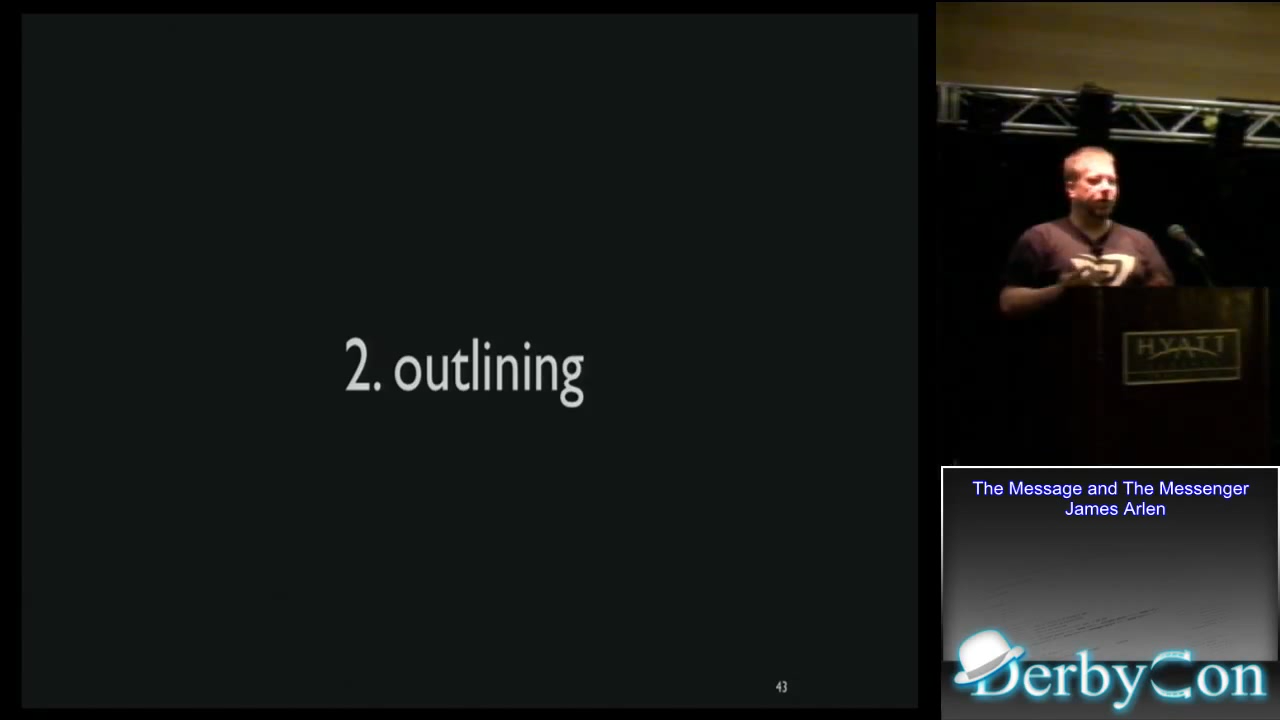 2. outlining
43
HYATT
The Message and The Messenger
James Arlen
DerbyCon